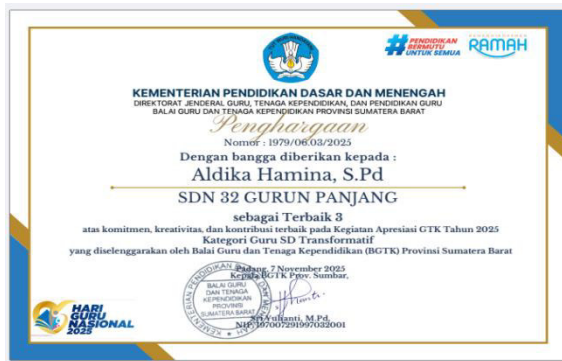 #PENDIDIKAN
BERMUTU
UNTUK SEMUA
RAMAH
KEMENTERIAN PENDIDIKAN DASAR DAN MENENGAH
DIREKTORAT JENDERAL GURU, TENAGA KEPENDIDIKAN, DAN PENDIDIKAN GURU
BALAI GURU DAN TENAGA KEPENDIDIKAN PROVINSI SUMATERA BARAT
Penghargaan
Nomor : 1979/06.03/2025
Dengan bangga diberikan kepada :
Aldika Hamina, S.Pd
SDN 32 GURUN PANJANG
sebagai Terbaik 3
atas komitmen, kreativitas, dan kontribusi terbaik pada Kegiatan Apresiasi GTK Tahun 2025
Kategori Guru SD Transformatif
yang diselenggarakan oleh Balai Guru dan Tenaga Kependidikan (BGTK) Provinsi Sumatera Barat
Padang, 7 November 2025
Kepala BGTK Prov. Sumbar,
BALAI GURU
DAN TENAGA
KEPENDIDIKAN
PROVINSI
SUMATERA BARAT
Sri Yulianti, M.Pd,
NIP. 197007291997032001
HARI
GURU
NASIONAL
2025